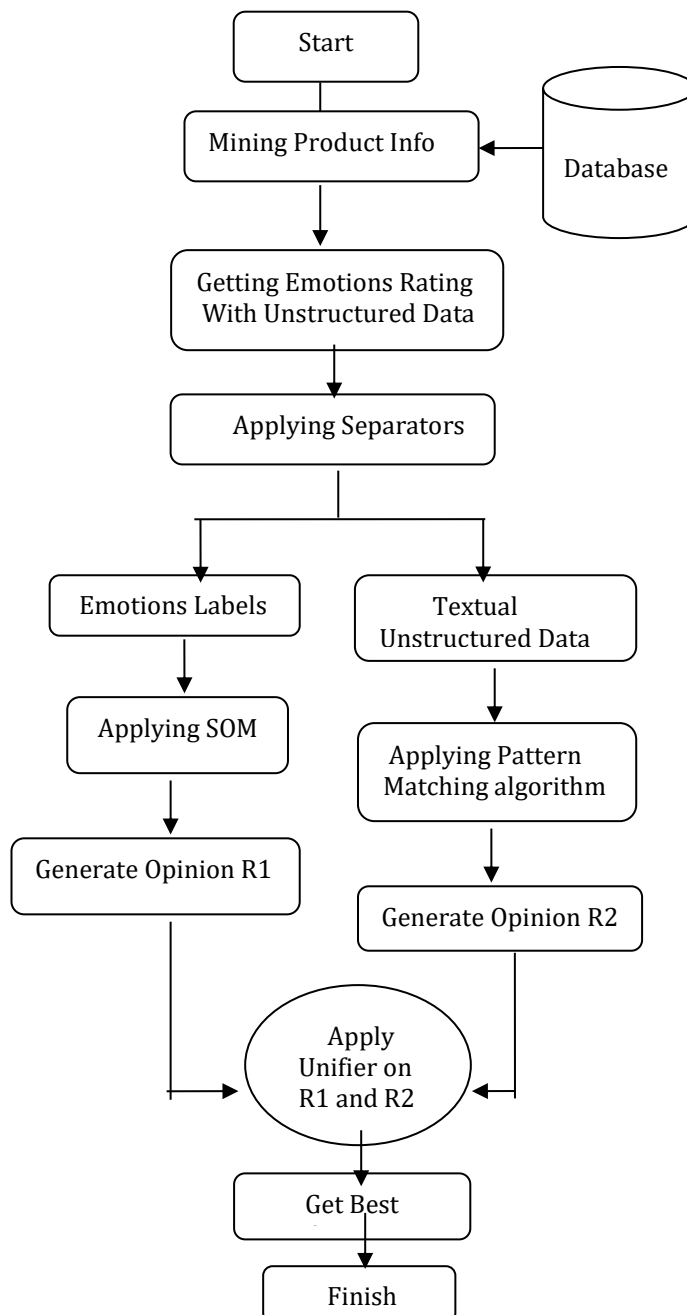 Start
Mining Product Info
Database
Getting Emotions Rating
With Unstructured Data
Applying Separators
Emotions Labels
Textual
Unstructured Data
Applying SOM
Applying Pattern
Matching algorithm
Generate Opinion R1
Generate Opinion R2
Apply
Unifier on
R1 and R2
Get Best
Finish